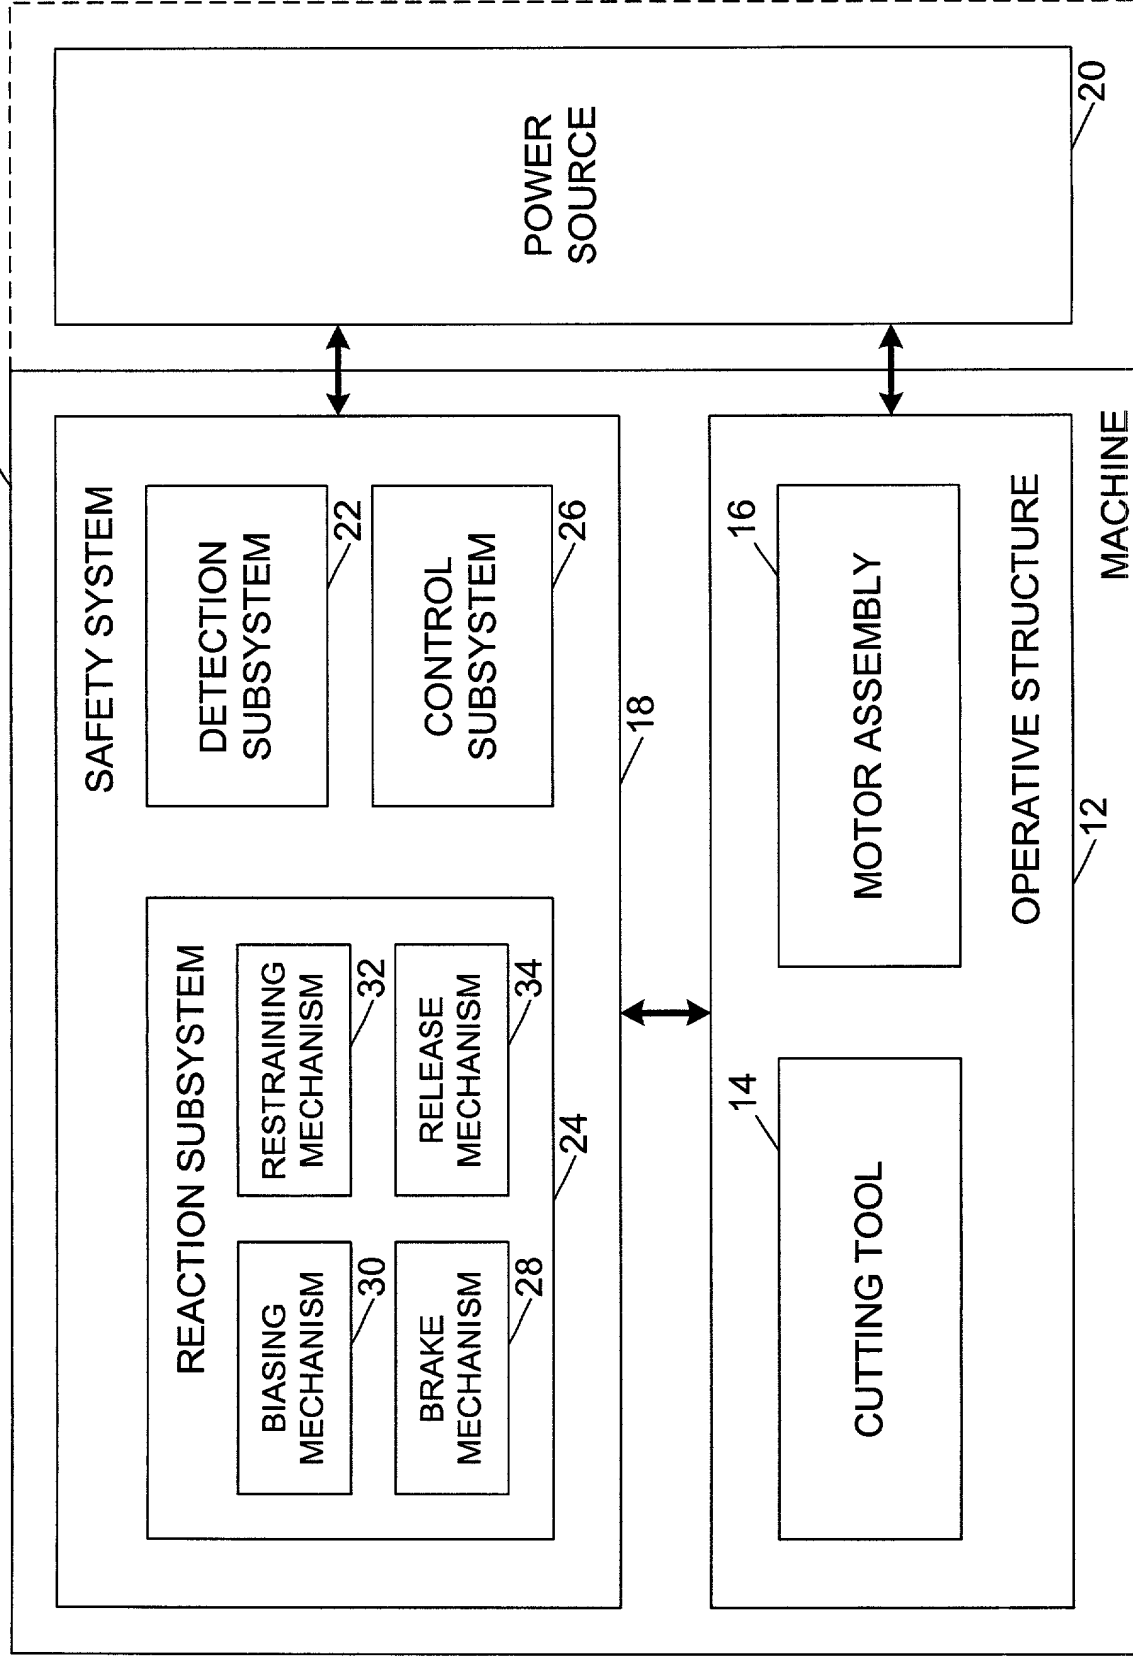 SAFETY SYSTEM
REACTION SUBSYSTEM
BIASING
MECHANISM
30
RESTRAINING
MECHANISM
32
BRAKE
MECHANISM
28
RELEASE
MECHANISM
34
24
DETECTION
SUBSYSTEM
22
CONTROL
SUBSYSTEM
26
18
POWER
SOURCE
20
CUTTING TOOL
14
MOTOR ASSEMBLY
16
OPERATIVE STRUCTURE
12
MACHINE